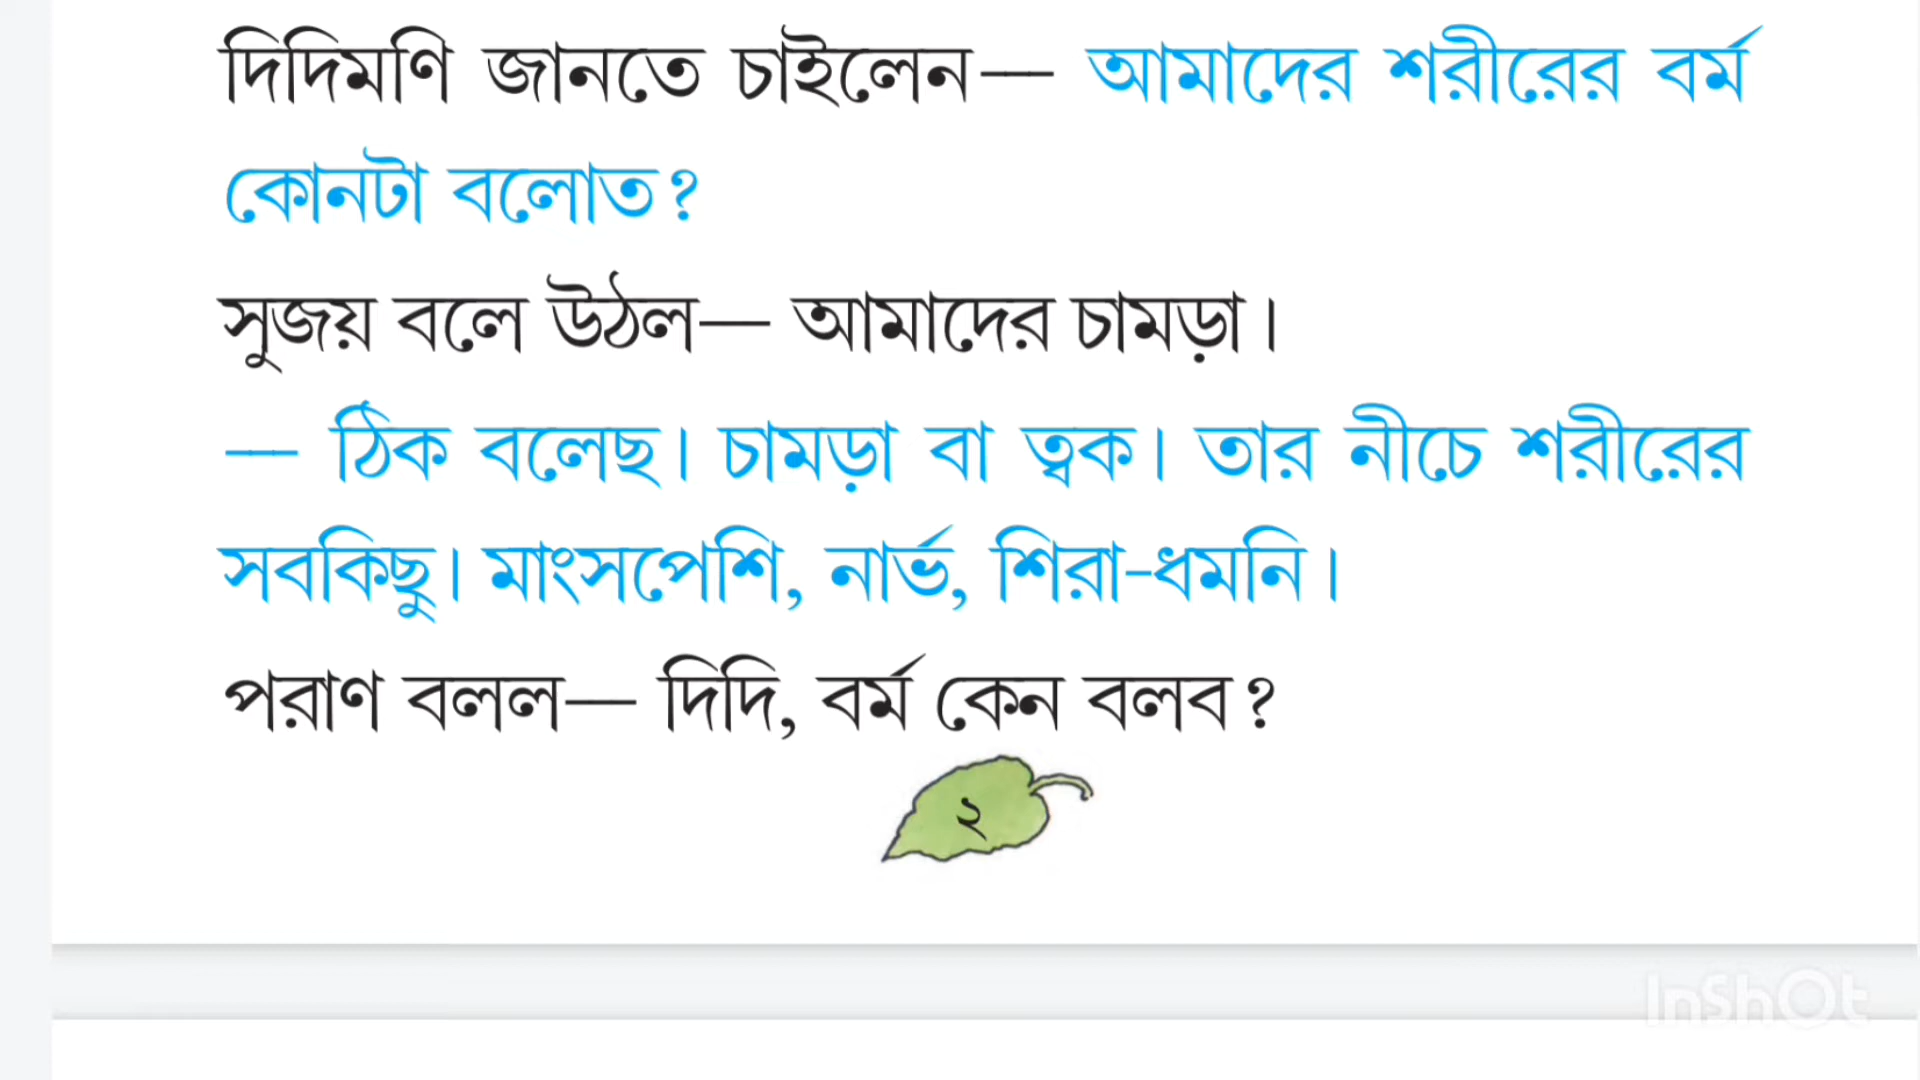 দিদিমণি জানতে চাইলেন— আমাদের শরীরের বর্ম
কোনটা বলোত?
সুজয় বলে উঠল— আমাদের চামড়া।
— ঠিক বলেছ। চামড়া বা ত্বক। তার নীচে শরীরের
সবকিছু। মাংসপেশি, নার্ভ, শিরা-ধমনি।
পরাণ বলল— দিদি, বর্ম কেন বলব?
২
InShOt